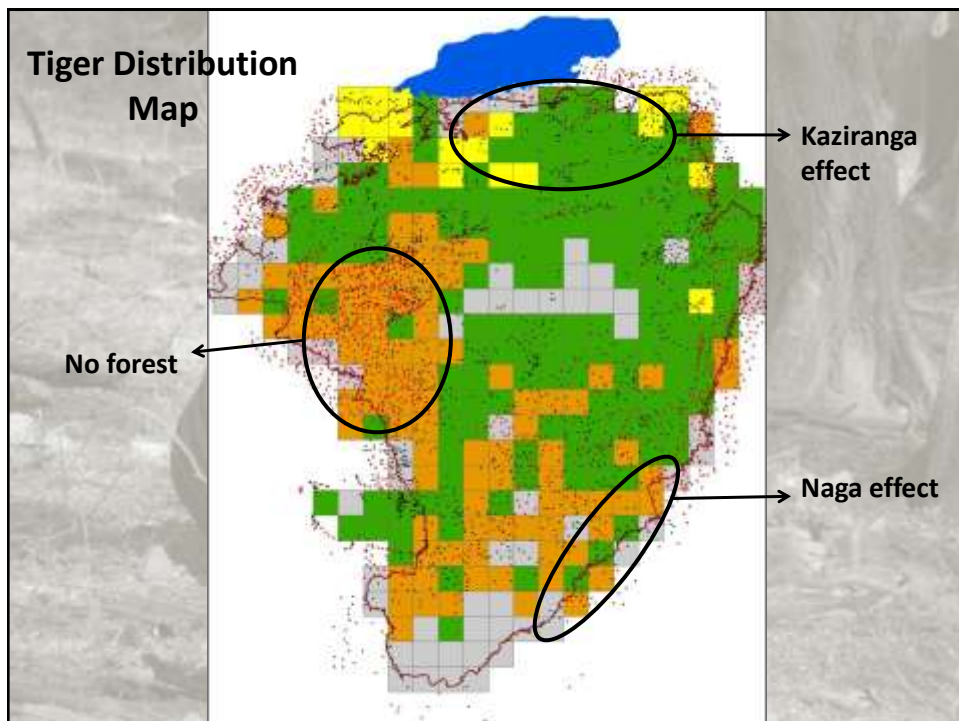 Tiger Distribution
Map
Kaziranga
effect
No forest
Naga effect